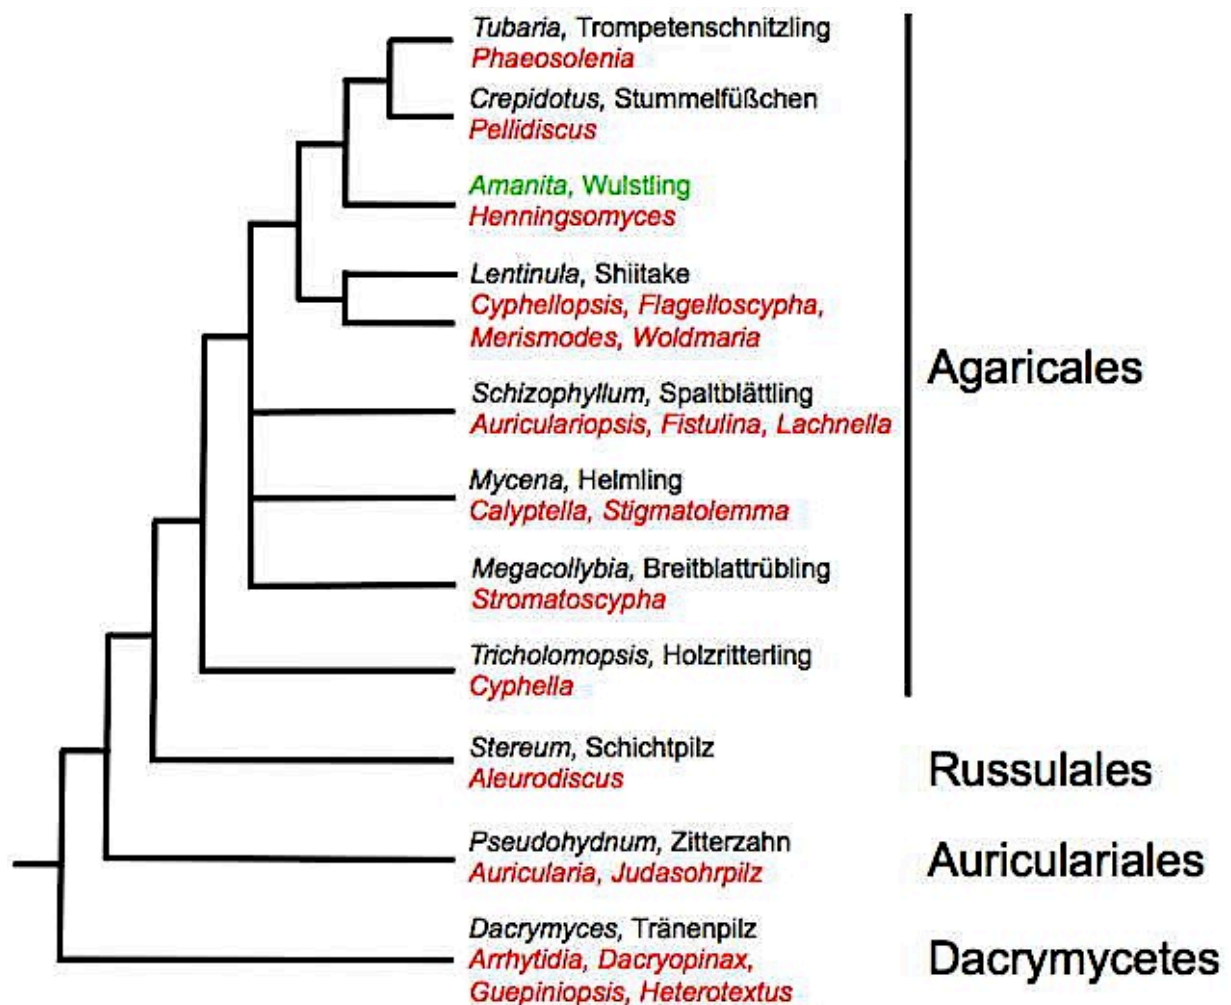 Tubaria, Trompetenschnitzling
Phaeosolenia
Crepidotus, Stummelfüßchen
Pellidiscus
Amanita, Wulstling
Henningsomyces
Lentinula, Shiitake
Cyphellopsis, Flagelloscypha,
Merismodes, Woldmaria
Schizophyllum, Spaltblättling
Auriculariopsis, Fistulina, Lachnella
Mycena, Helmling
Calyptella, Stigmatolemma
Megacollybia, Breitblattrübling
Stromatoscypha
Tricholomopsis, Holzritterling
Cyphella
Agaricales
Stereum, Schichtpilz
Aleurodiscus
Russulales
Pseudohydnum, Zitterzahn
Auricularia, Judasohrpilz
Auriculariales
Dacrymyces, Tränenpilz
Arrhytidia, Dacryopinax,
Guepiniopsis, Heterotextus
Dacrymycetes